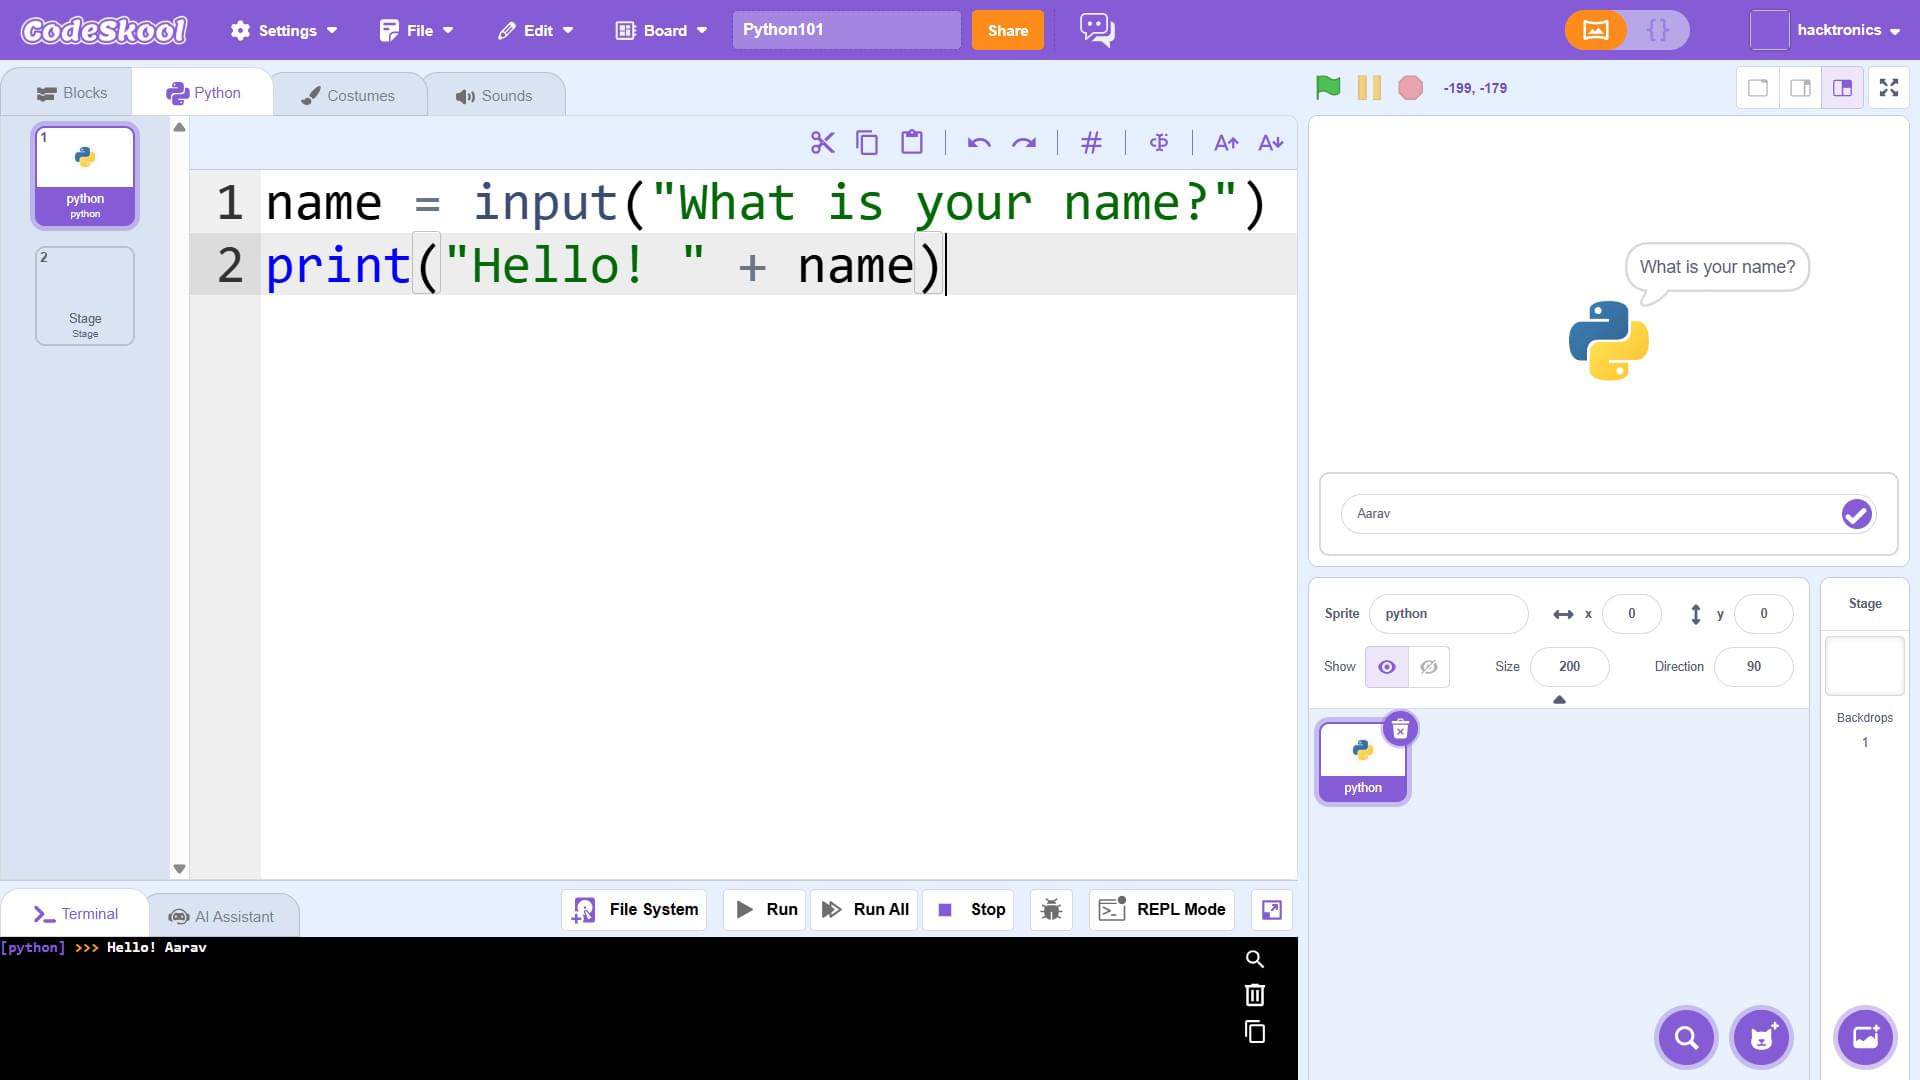 CodeSkool
Settings
File
Edit
Board
Python101
Share
hacktronics
Blocks
Python
Costumes
Sounds
-199, -179
1
python
python
2
Stage
Stage
1 name = input("What is your name?")
2 print("Hello! " + name)
What is your name?
Aarav
Sprite python x 0 y 0
Show Size 200 Direction 90
python
Stage
Backdrops
1
Terminal
AI Assistant
File System
Run
Run All
Stop
REPL Mode
[python] >>> Hello! Aarav